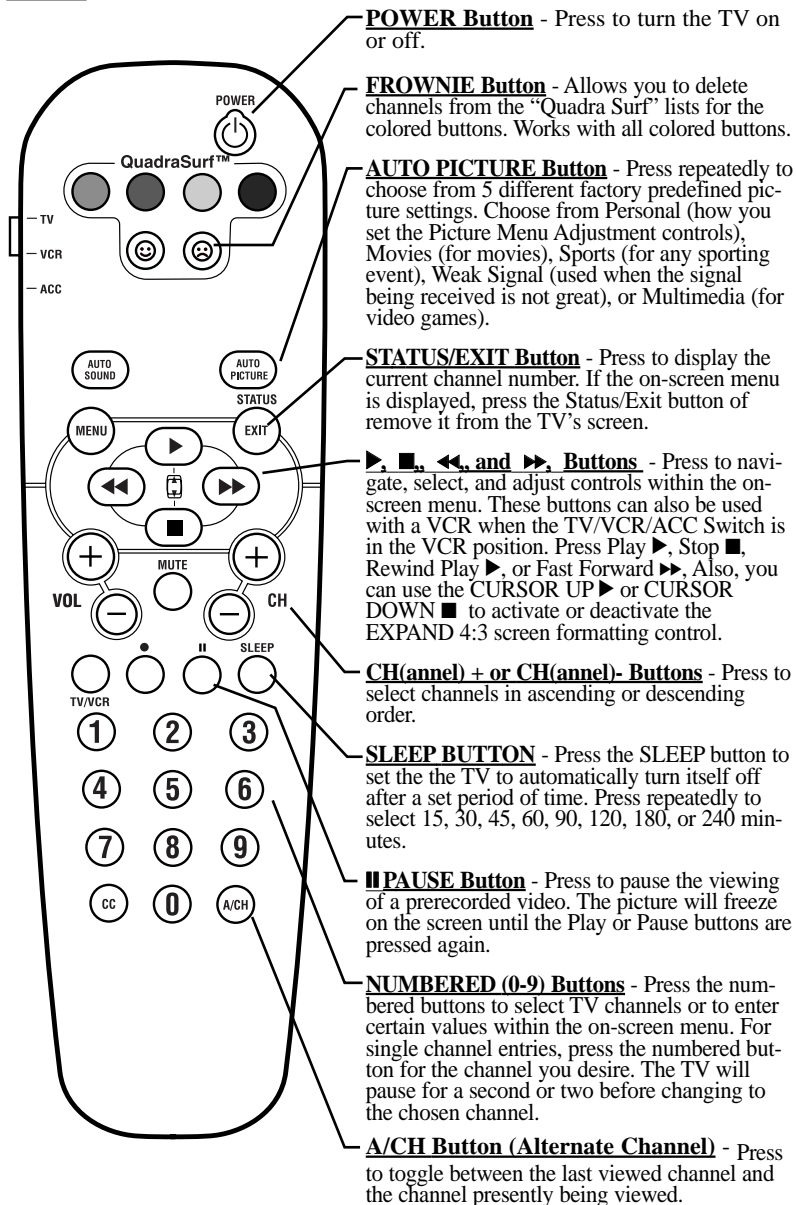 POWER Button - Press to turn the TV on
or off.
FROWNIE Button - Allows you to delete
channels from the “Quadra Surf” lists for the
colored buttons. Works with all colored buttons.
AUTO PICTURE Button - Press repeatedly to
choose from 5 different factory predefined pic-
ture settings. Choose from Personal (how you
set the Picture Menu Adjustment controls),
Movies (for movies), Sports (for any sporting
event), Weak Signal (used when the signal
being received is not great), or Multimedia (for
video games).
STATUS/EXIT Button - Press to display the
current channel number. If the on-screen menu
is displayed, press the Status/Exit button of
remove it from the TV’s screen.
▶, ■,, ◀◀,, and ▶▶, Buttons - Press to navi-
gate, select, and adjust controls within the on-
screen menu. These buttons can also be used
with a VCR when the TV/VCR/ACC Switch is
in the VCR position. Press Play ▶, Stop ■,
Rewind Play ▶, or Fast Forward ▶▶, Also, you
can use the CURSOR UP ▶ or CURSOR
DOWN ■ to activate or deactivate the
EXPAND 4:3 screen formatting control.
CH(annel) + or CH(annel)- Buttons - Press to
select channels in ascending or descending
order.
SLEEP BUTTON - Press the SLEEP button to
set the the TV to automatically turn itself off
after a set period of time. Press repeatedly to
select 15, 30, 45, 60, 90, 120, 180, or 240 min-
utes.
II PAUSE Button - Press to pause the viewing
of a prerecorded video. The picture will freeze
on the screen until the Play or Pause buttons are
pressed again.
NUMBERED (0-9) Buttons - Press the num-
bered buttons to select TV channels or to enter
certain values within the on-screen menu. For
single channel entries, press the numbered but-
ton for the channel you desire. The TV will
pause for a second or two before changing to
the chosen channel.
A/CH Button (Alternate Channel) - Press
to toggle between the last viewed channel and
the channel presently being viewed.
POWER
QuadraSurf™
TV
VCR
ACC
AUTO
SOUND
AUTO
PICTURE
STATUS
MENU
EXIT
▶
◀◀
▶▶
■
+
MUTE
+
VOL
−
−
CH
●
II
SLEEP
TV/VCR
1
2
3
4
5
6
7
8
9
CC
0
A/CH